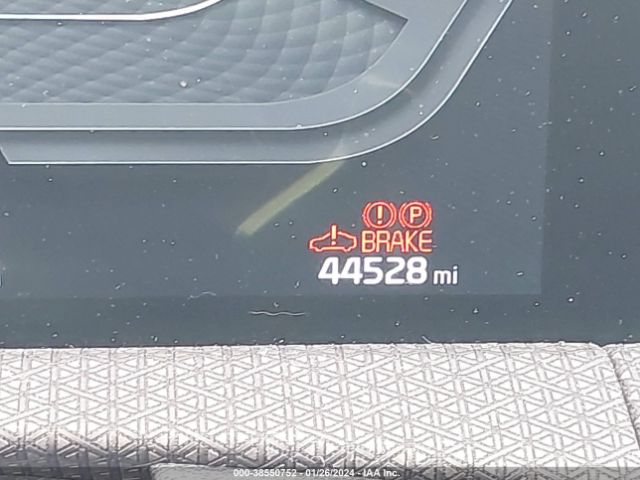 ! P
! BRAKE
44528 mi
000-38550752 - 01/26/2024 - IAA Inc.